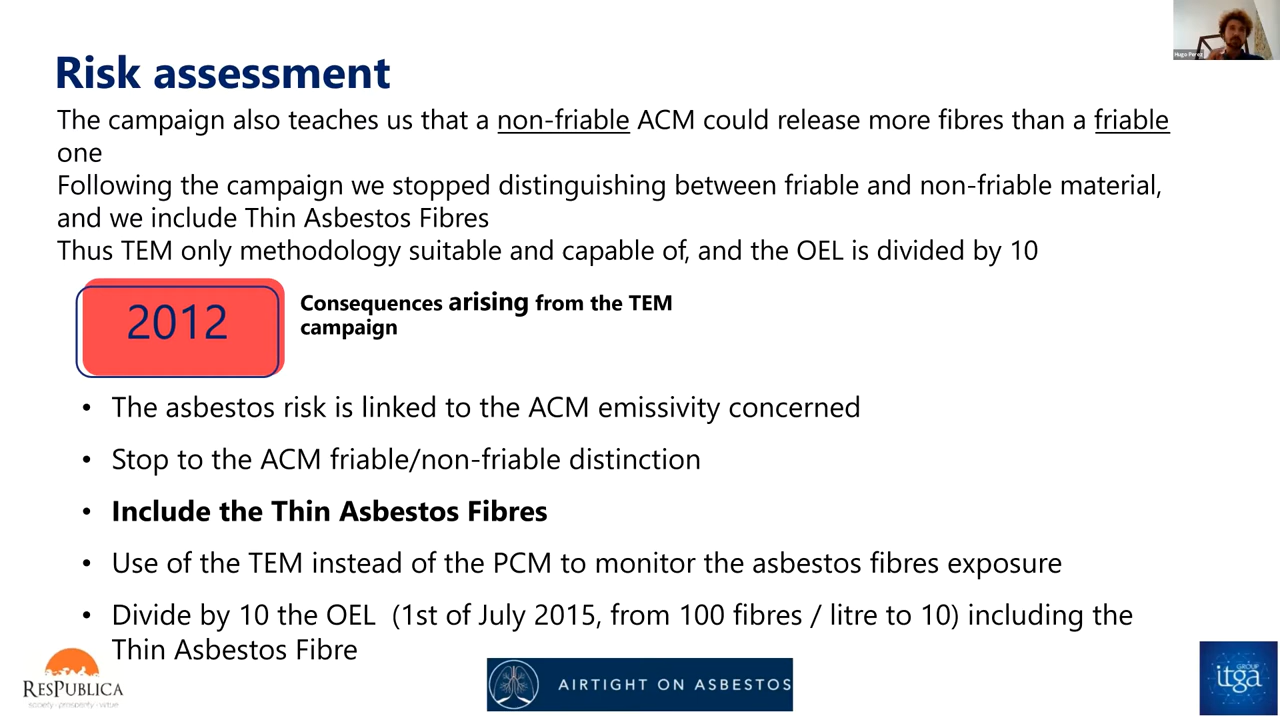 Hugo Perez
Risk assessment
The campaign also teaches us that a non-friable ACM could release more fibres than a friable
one
Following the campaign we stopped distinguishing between friable and non-friable material,
and we include Thin Asbestos Fibres
Thus TEM only methodology suitable and capable of, and the OEL is divided by 10
2012
Consequences arising from the TEM
campaign
• The asbestos risk is linked to the ACM emissivity concerned
• Stop to the ACM friable/non-friable distinction
• Include the Thin Asbestos Fibres
• Use of the TEM instead of the PCM to monitor the asbestos fibres exposure
• Divide by 10 the OEL (1st of July 2015, from 100 fibres / litre to 10) including the
Thin Asbestos Fibre
RESPUBLICA
society · prosperity · virtue
AIRTIGHT ON ASBESTOS
GROUP
itga